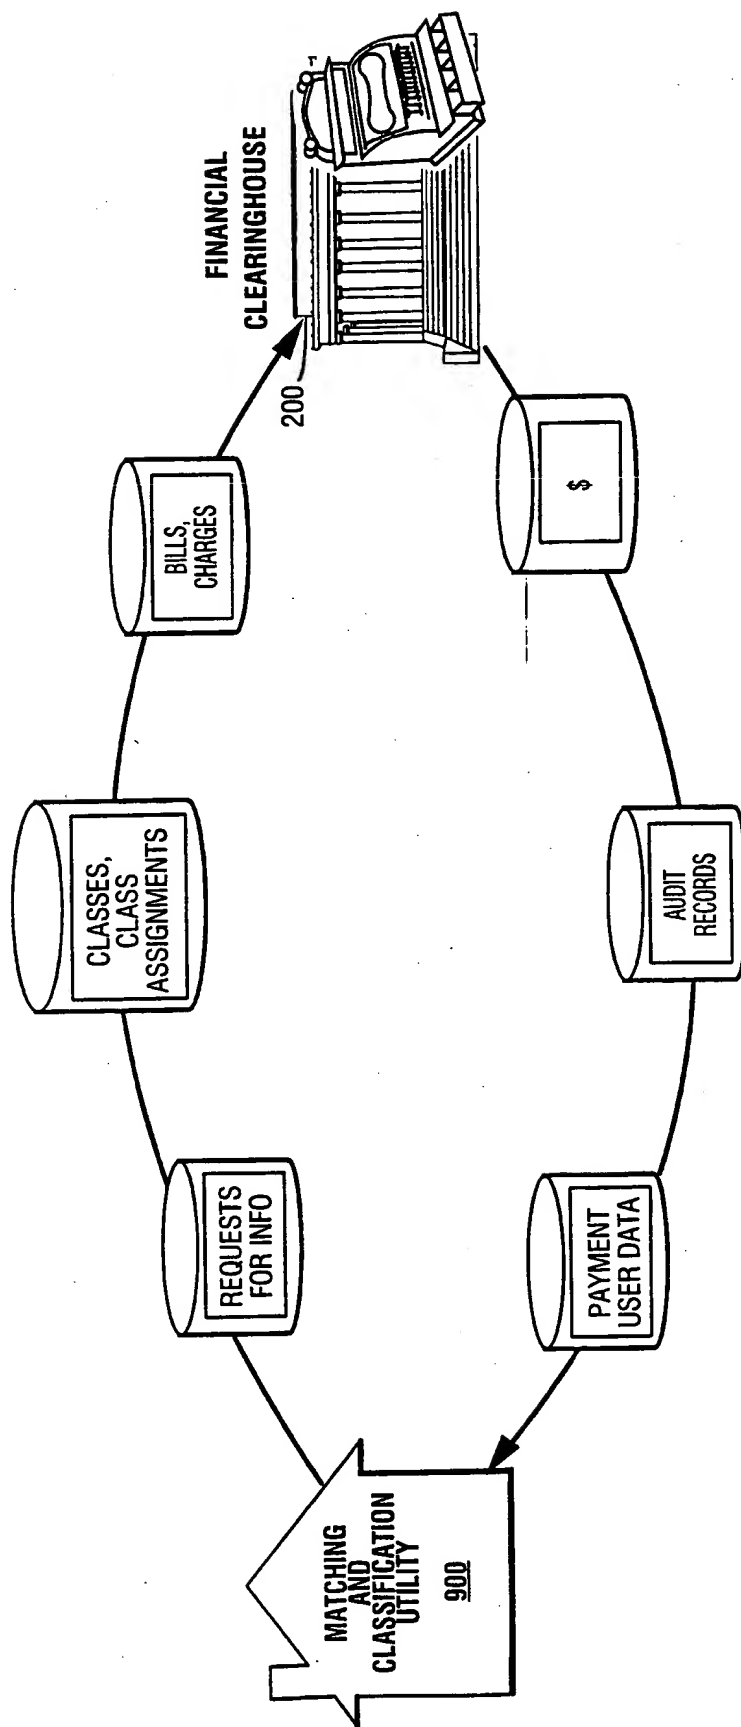 FINANCIAL
CLEARINGHOUSE
200
BILLS,
CHARGES
CLASSES,
CLASS
ASSIGNMENTS
REQUESTS
FOR INFO
MATCHING
AND
CLASSIFICATION
UTILITY
900
$
AUDIT
RECORDS
PAYMENT
USER DATA